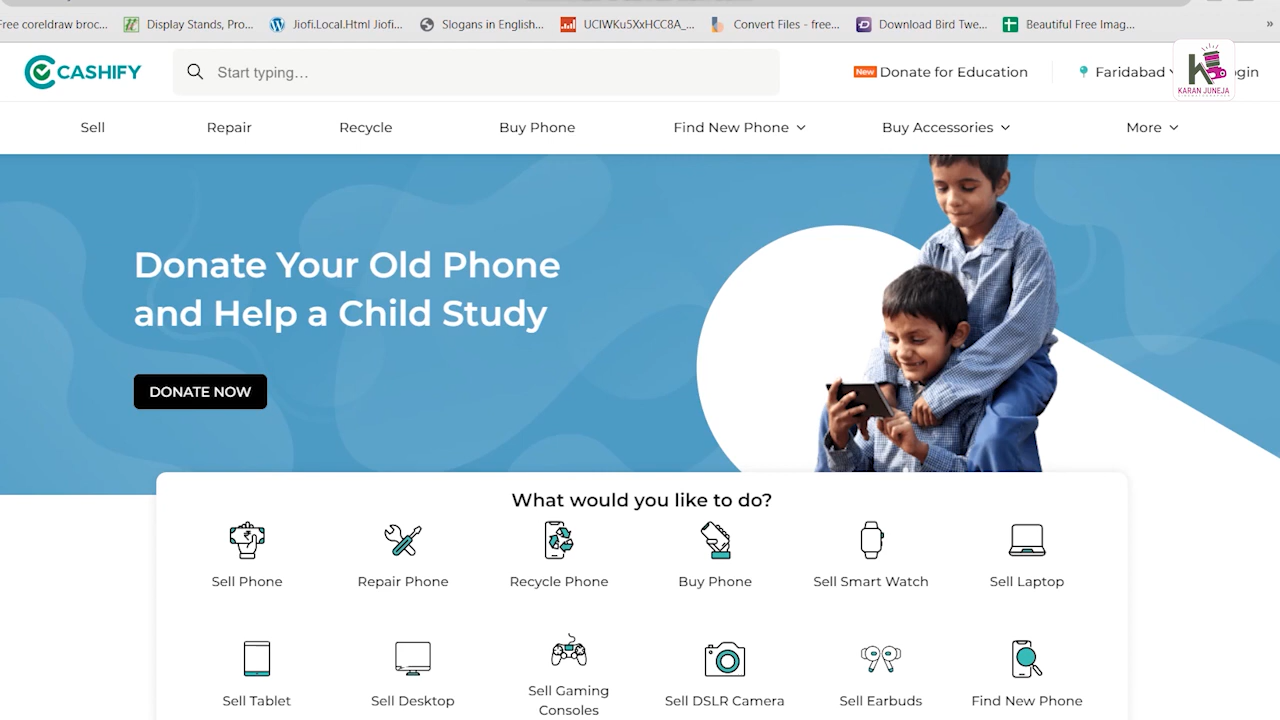 Free coreldraw broc...
Display Stands, Pro...
Jiofi.Local.Html Jiofi...
Slogans in English...
UCIWKu5XxHCC8A_...
Convert Files - free...
Download Bird Twe...
Beautiful Free Imag...
»
CASHIFY
Start typing...
New Donate for Education
Faridabad
ogin
K
KARAN JUNEJA
Sell
Repair
Recycle
Buy Phone
Find New Phone
Buy Accessories
More
Donate Your Old Phone
and Help a Child Study
DONATE NOW
What would you like to do?
Sell Phone
Repair Phone
Recycle Phone
Buy Phone
Sell Smart Watch
Sell Laptop
Sell Tablet
Sell Desktop
Sell Gaming
Consoles
Sell DSLR Camera
Sell Earbuds
Find New Phone